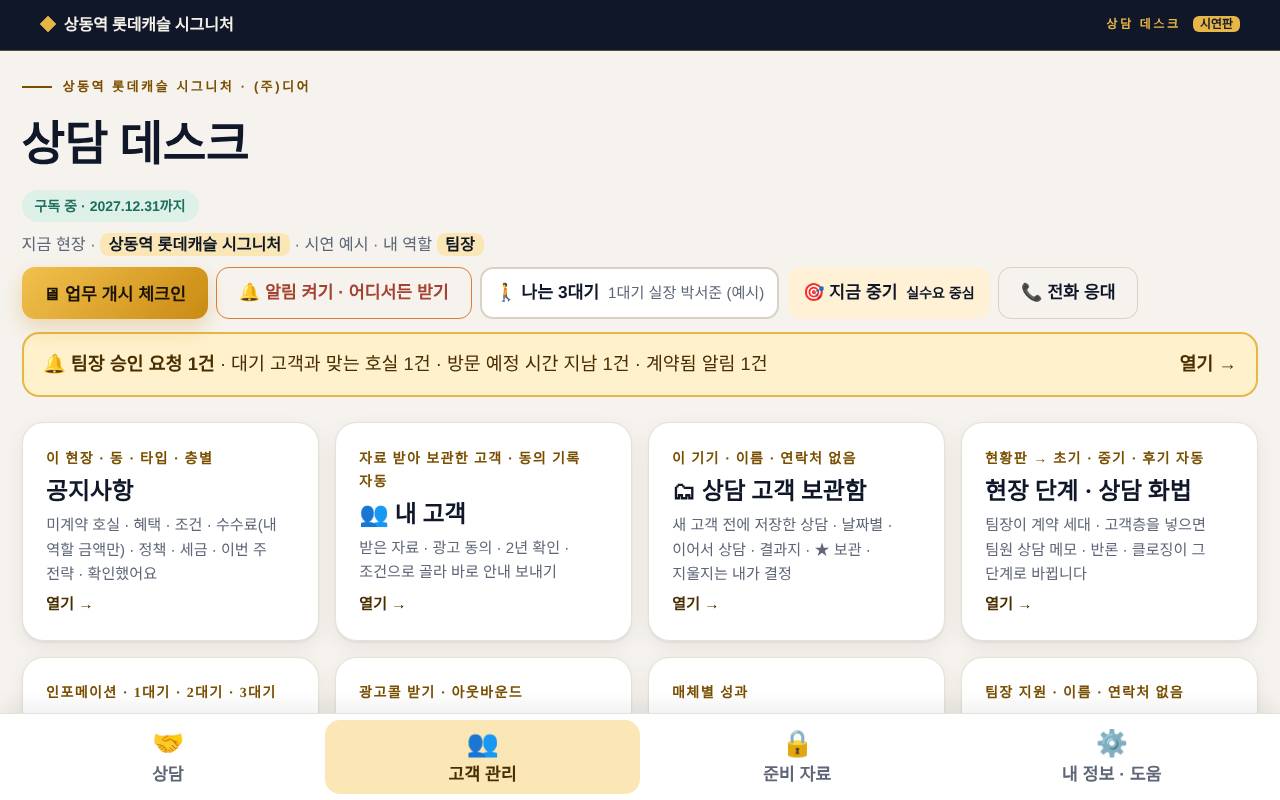 상동역 롯데캐슬 시그니처
상담 데스크 시연판
상동역 롯데캐슬 시그니처 · (주)디어
상담 데스크
구독 중 · 2027.12.31까지
지금 현장 · 상동역 롯데캐슬 시그니처 · 시연 예시 · 내 역할 팀장
업무 개시 체크인
알림 켜기 · 어디서든 받기
나는 3대기 1대기 실장 박서준 (예시)
지금 중기 실수요 중심
전화 응대
팀장 승인 요청 1건 · 대기 고객과 맞는 호실 1건 · 방문 예정 시간 지남 1건 · 계약됨 알림 1건
열기 →
이 현장 · 동 · 타입 · 층별
공지사항
미계약 호실 · 혜택 · 조건 · 수수료(내
역할 금액만) · 정책 · 세금 · 이번 주
전략 · 확인했어요
열기 →
자료 받아 보관한 고객 · 동의 기록
자동
내 고객
받은 자료 · 광고 동의 · 2년 확인 ·
조건으로 골라 바로 안내 보내기
열기 →
이 기기 · 이름 · 연락처 없음
상담 고객 보관함
새 고객 전에 저장한 상담 · 날짜별 ·
이어서 상담 · 결과지 · ★ 보관 ·
지울지는 내가 결정
열기 →
현황판 → 초기 · 중기 · 후기 자동
현장 단계 · 상담 화법
팀장이 계약 세대 · 고객층을 넣으면
팀원 상담 메모 · 반론 · 클로징이 그
단계로 바뀝니다
열기 →
인포메이션 · 1대기 · 2대기 · 3대기
광고콜 받기 · 아웃바운드
매체별 성과
팀장 지원 · 이름 · 연락처 없음
상담
고객 관리
준비 자료
내 정보 · 도움